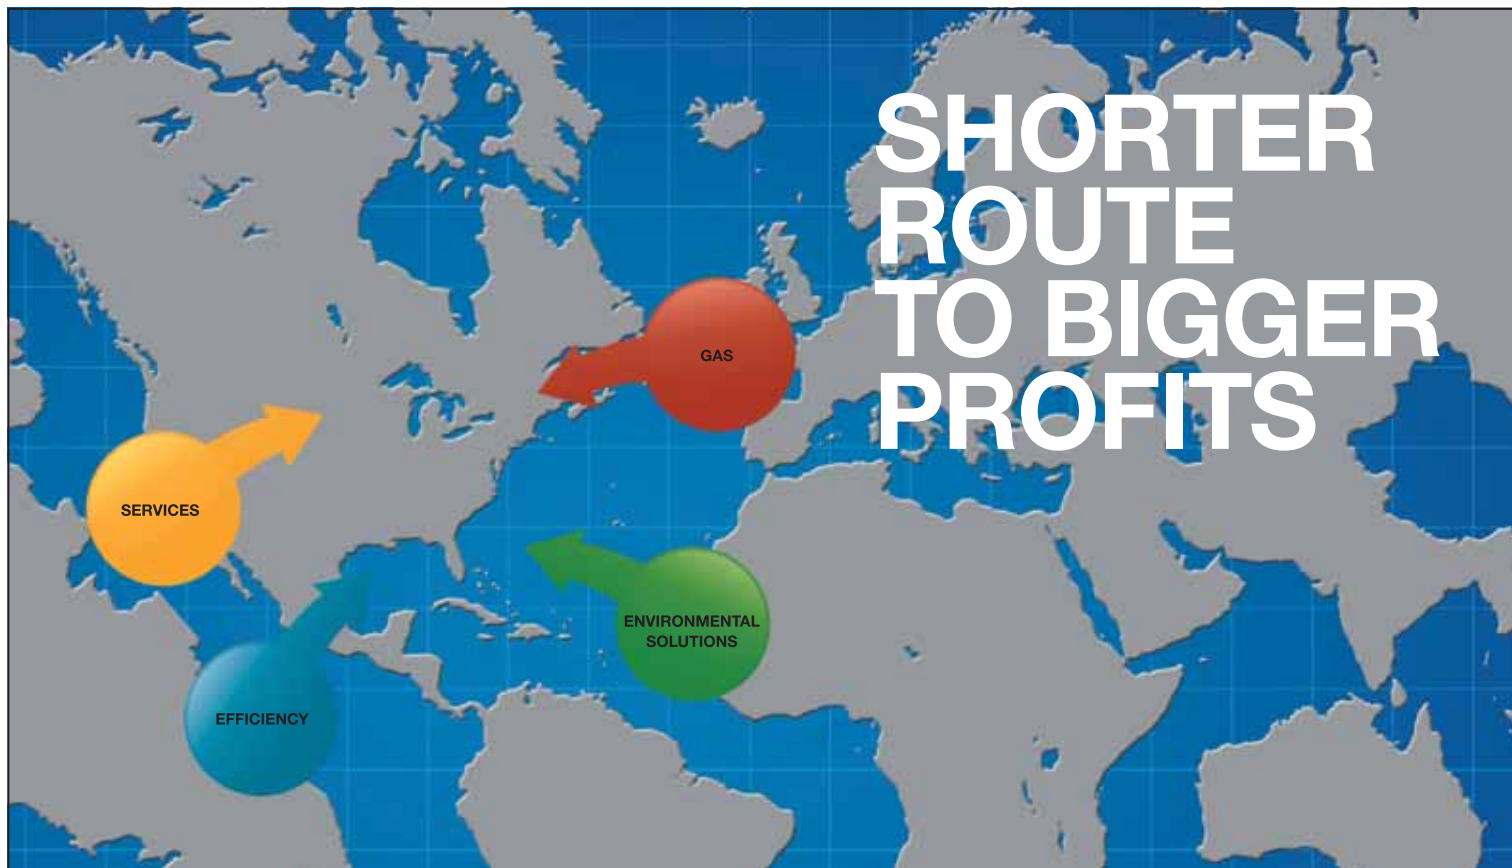 SHORTER
ROUTE
TO BIGGER
PROFITS
GAS
SERVICES
ENVIRONMENTAL
SOLUTIONS
EFFICIENCY